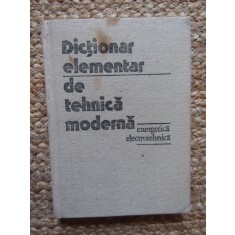 Dicționar
elementar
de
tehnică
modernă
energetică
electrotehnică